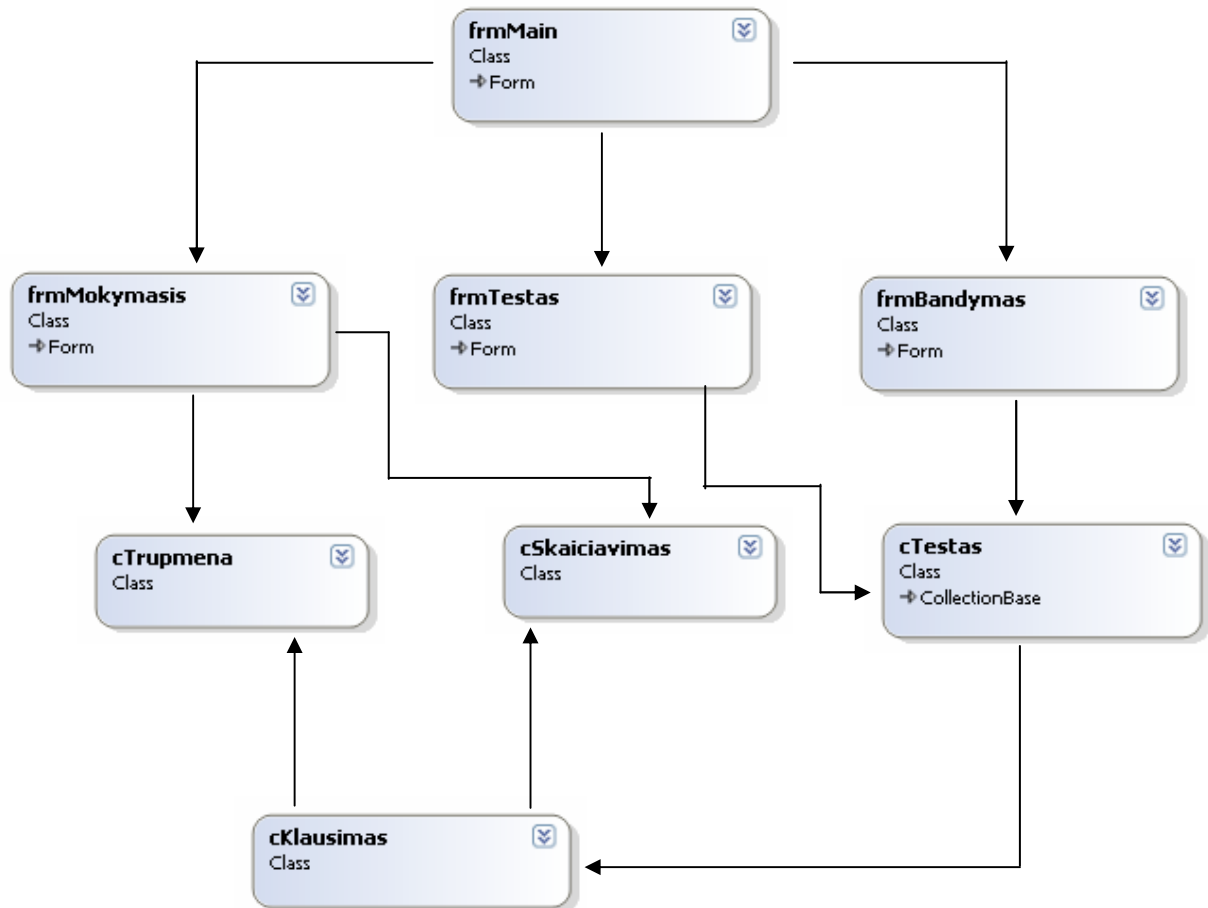 frmMain
Class
Form
frmMokymasis
Class
Form
frmTestas
Class
Form
frmBandymas
Class
Form
cTrupmena
Class
cSkaiciavimas
Class
cTestas
Class
CollectionBase
cKlausimas
Class